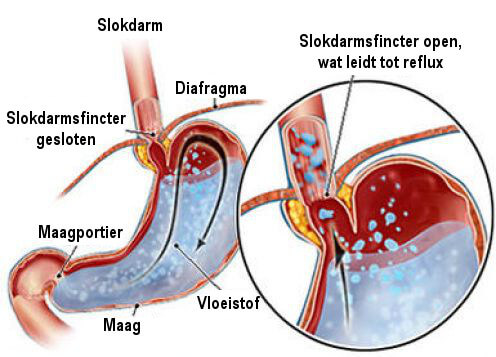 Slokdarm
Slokdarmsfincter open,
wat leidt tot reflux
Diafragma
Slokdarmsfincter
gesloten
Maagportier
Vloeistof
Maag